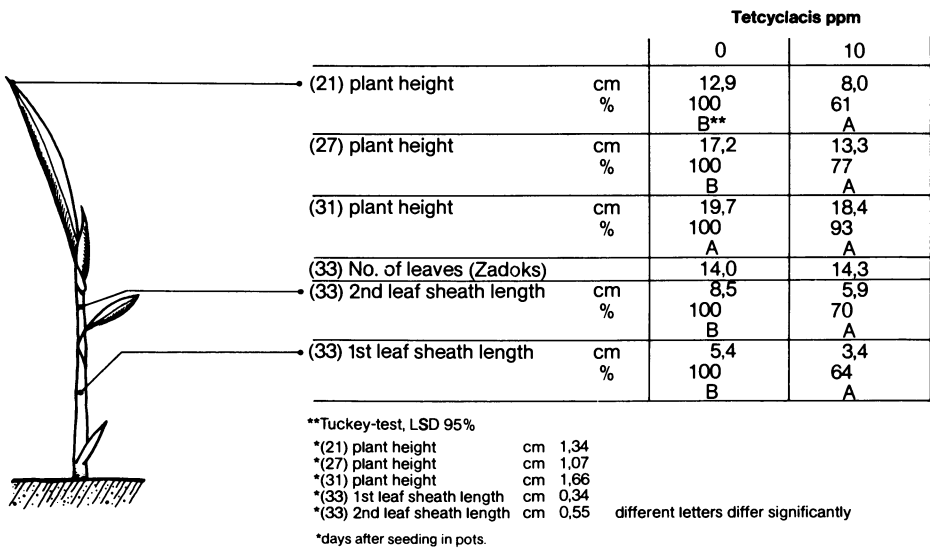 Tetcyclacis ppm
0 10
(21) plant height cm 12,9 8,0
% 100 61
B** A
(27) plant height cm 17,2 13,3
% 100 77
B A
(31) plant height cm 19,7 18,4
% 100 93
A A
(33) No. of leaves (Zadoks) 14,0 14,3
(33) 2nd leaf sheath length cm 8,5 5,9
% 100 70
B A
(33) 1st leaf sheath length cm 5,4 3,4
% 100 64
B A
**Tuckey-test, LSD 95%
*(21) plant height cm 1,34
*(27) plant height cm 1,07
*(31) plant height cm 1,66
*(33) 1st leaf sheath length cm 0,34
*(33) 2nd leaf sheath length cm 0,55 different letters differ significantly
*days after seeding in pots.